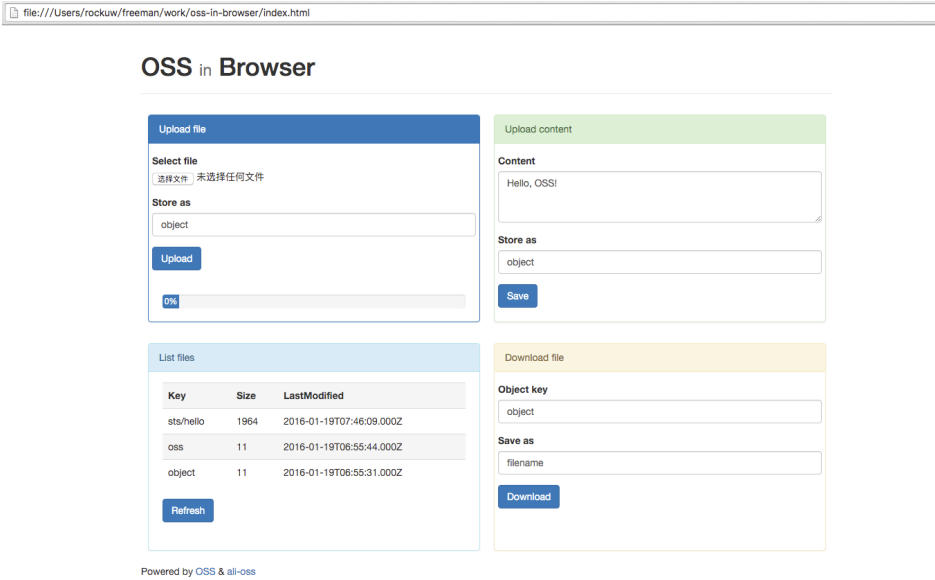 file:///Users/rockuw/freeman/work/oss-in-browser/index.html
OSS in Browser
Upload file
Select file
选择文件 未选择任何文件
Store as
object
Upload
0%
Upload content
Content
Hello, OSS!
Store as
object
Save
List files
Key Size LastModified
sts/hello 1964 2016-01-19T07:46:09.000Z
oss 11 2016-01-19T06:55:44.000Z
object 11 2016-01-19T06:55:31.000Z
Refresh
Download file
Object key
object
Save as
filename
Download
Powered by OSS & ali-oss